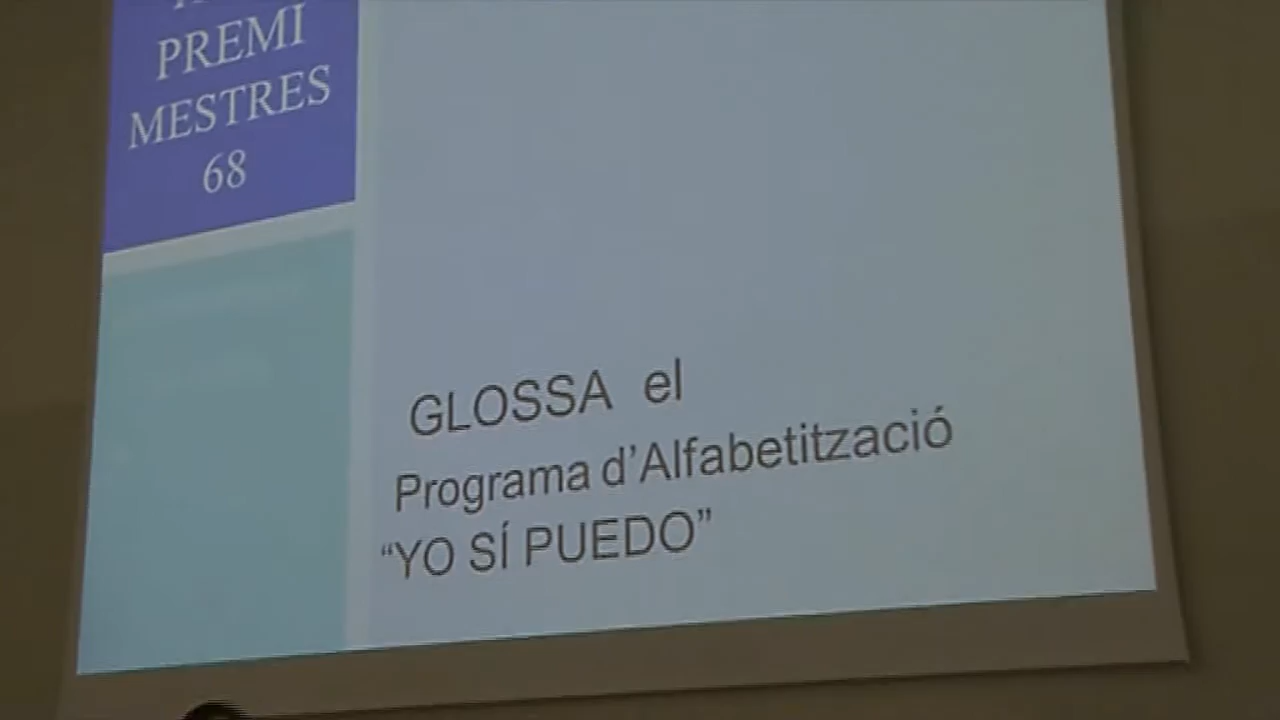 PREMI
MESTRES
68
GLOSSA el
Programa d’Alfabetització
“YO SÍ PUEDO”